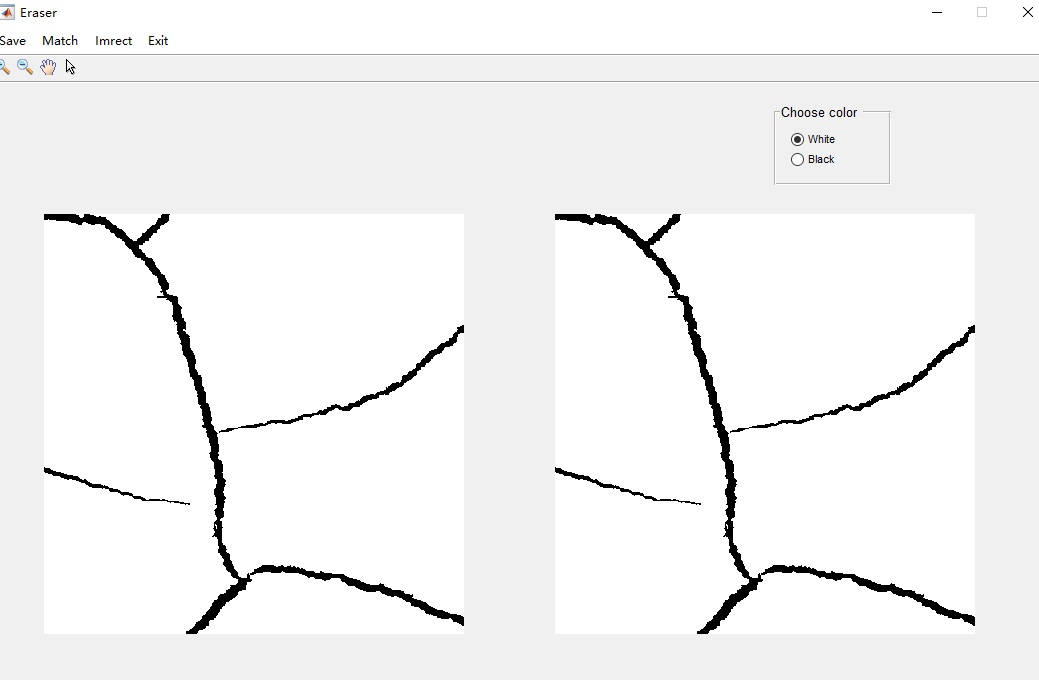 Eraser
Save Match Imrect Exit
Choose color
White
Black